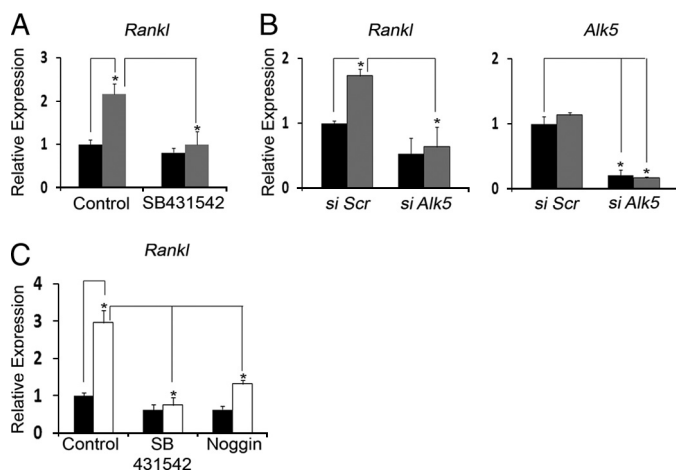 A
Rankl
Relative Expression
3
2
1
0
*
*
Control
SB431542
B
Rankl
Relative Expression
2
1
0
*
*
si Scr
si Alk5
Alk5
2
1
0
*
*
si Scr
si Alk5
C
Rankl
Relative Expression
4
3
2
1
0
*
*
*
Control
SB
431542
Noggin